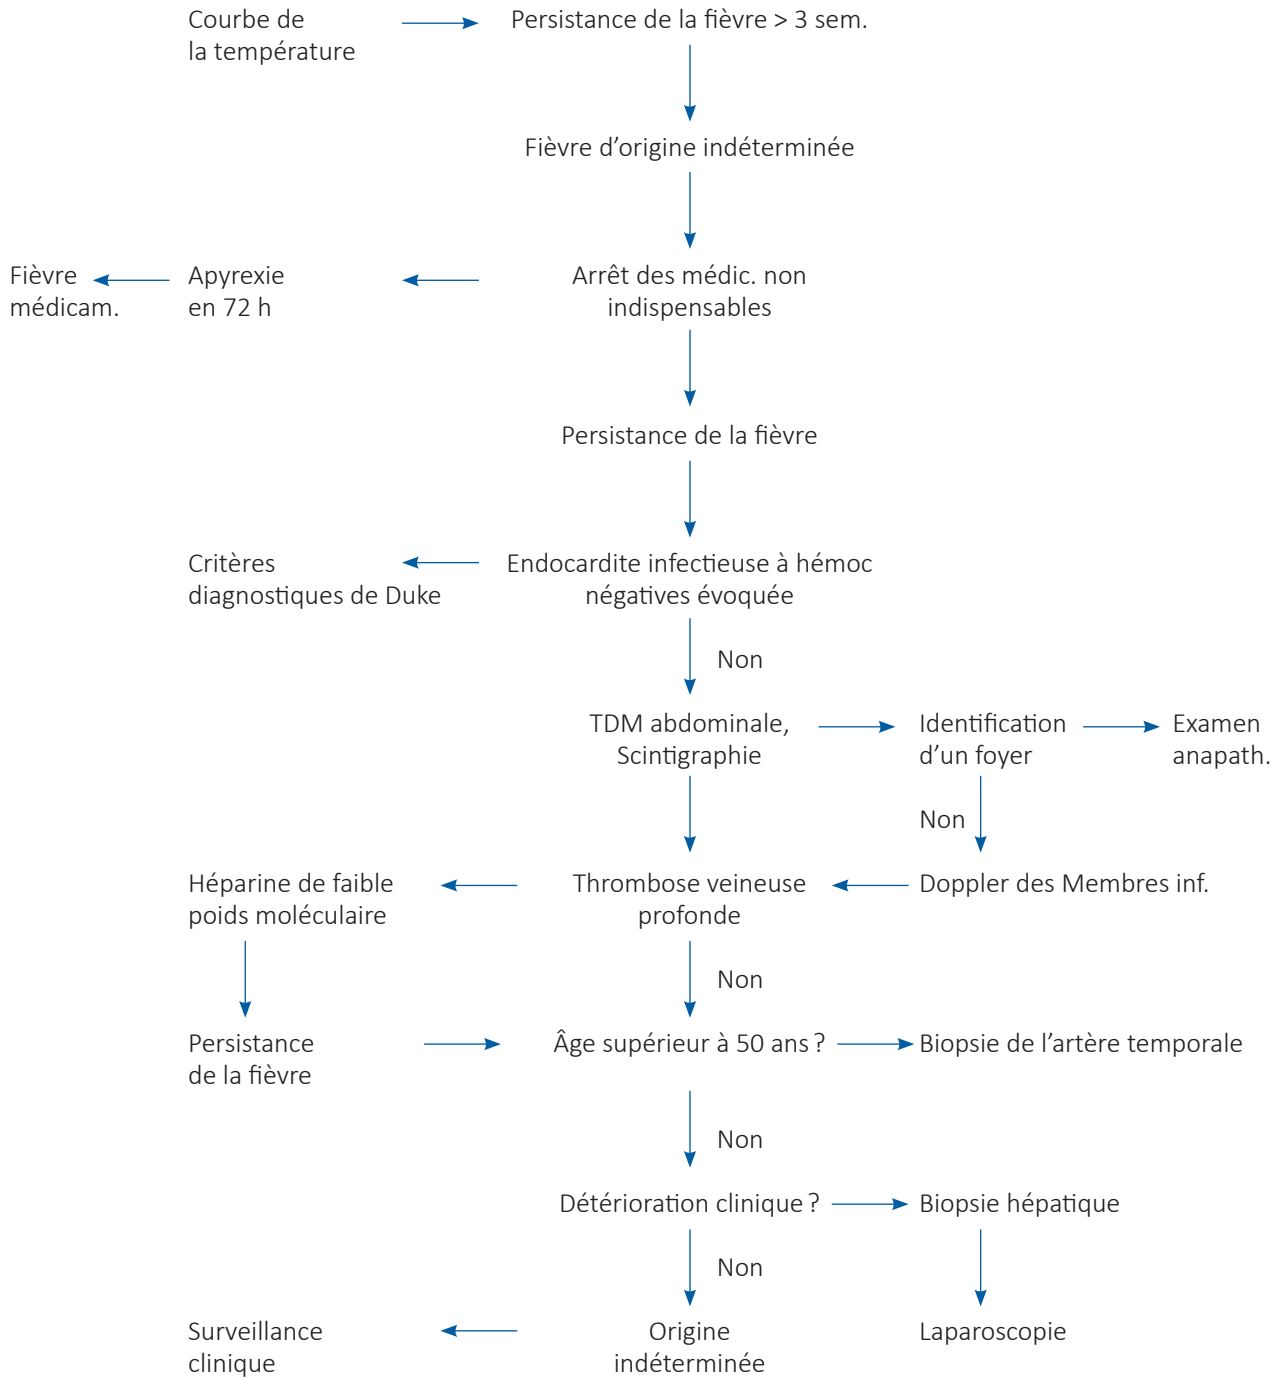 Courbe de
la température
Persistance de la fièvre > 3 sem.
Fièvre d’origine indéterminée
Fièvre
médicam.
Apyrexie
en 72 h
Arrêt des médic. non
indispensables
Persistance de la fièvre
Critères
diagnostiques de Duke
Endocardite infectieuse à hémoc
négatives évoquée
Non
TDM abdominale,
Scintigraphie
Identification
d’un foyer
Examen
anapath.
Non
Héparine de faible
poids moléculaire
Thrombose veineuse
profonde
Doppler des Membres inf.
Non
Persistance
de la fièvre
Âge supérieur à 50 ans ?
Biopsie de l’artère temporale
Non
Détérioration clinique ?
Biopsie hépatique
Non
Surveillance
clinique
Origine
indéterminée
Laparoscopie